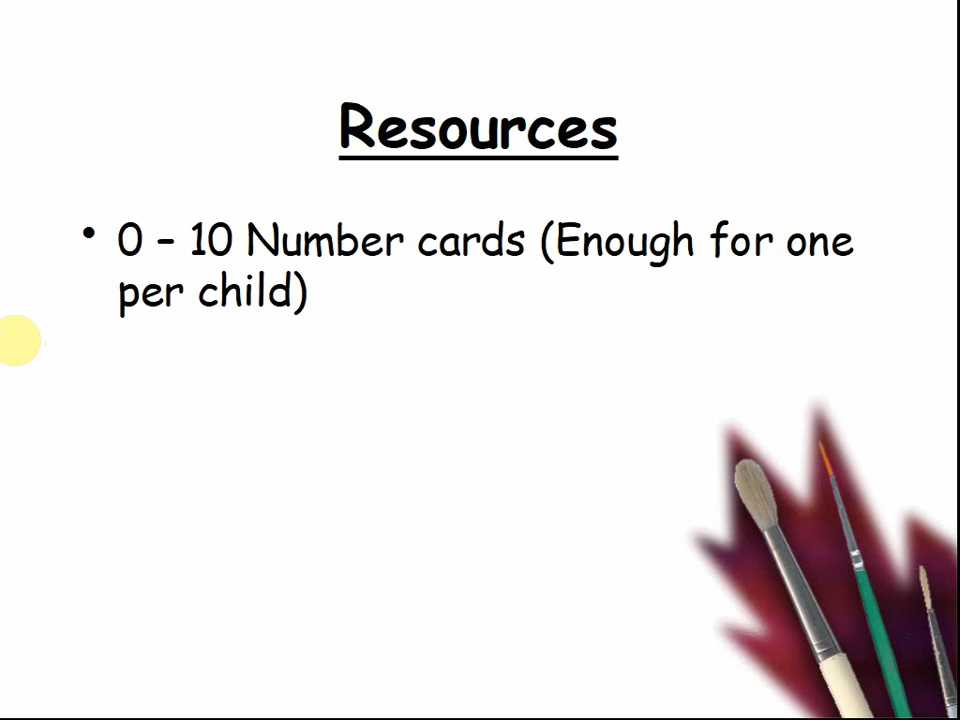 Resources
• 0 – 10 Number cards (Enough for one
per child)